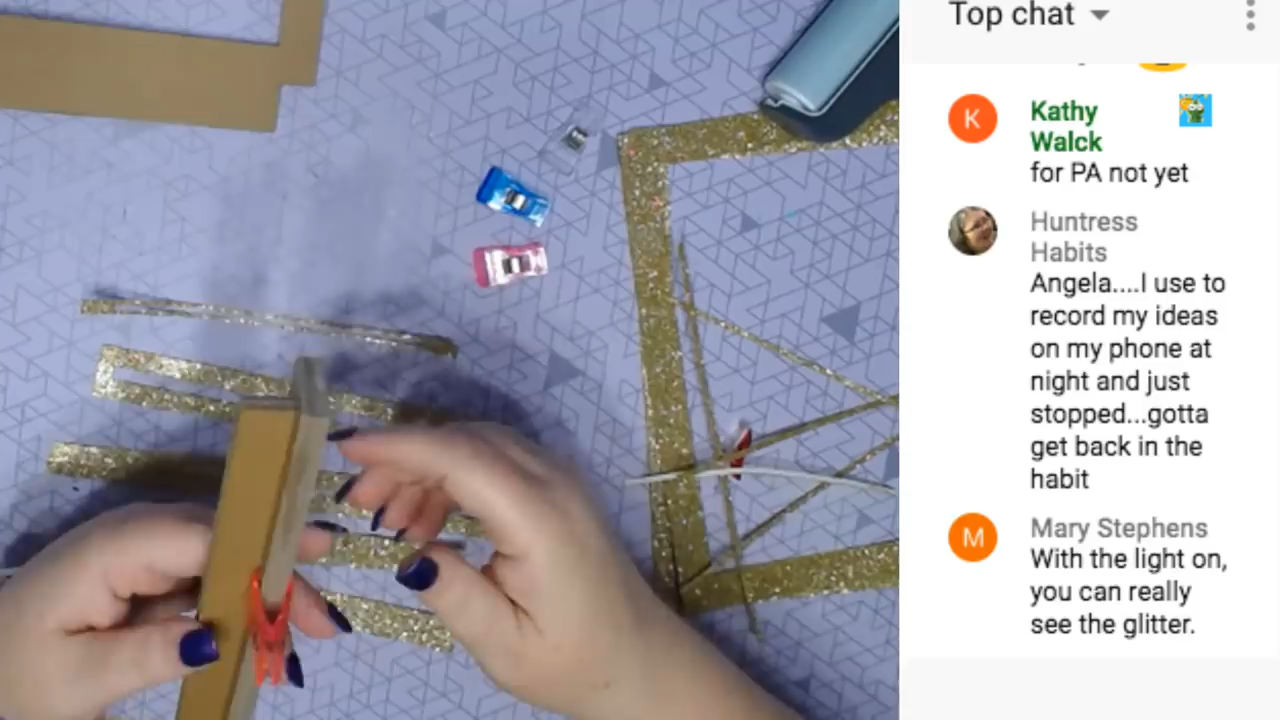 Top chat
Kathy
Walck
for PA not yet
Huntress
Habits
Angela....I use to
record my ideas
on my phone at
night and just
stopped...gotta
get back in the
habit
Mary Stephens
With the light on,
you can really
see the glitter.
K
M